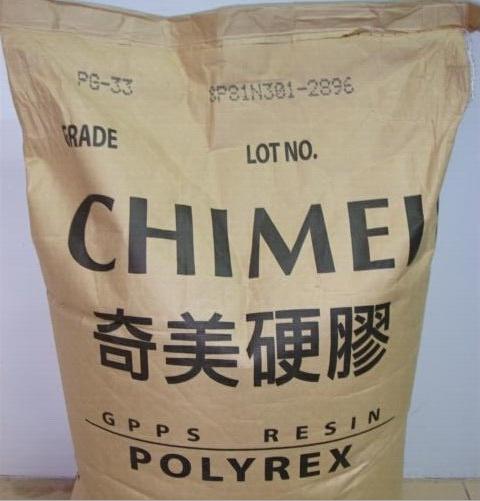 PG-33 SP81N301-2896
GRADE LOT NO.
CHIMEI
奇美硬膠
GPPS RESIN
POLYREX